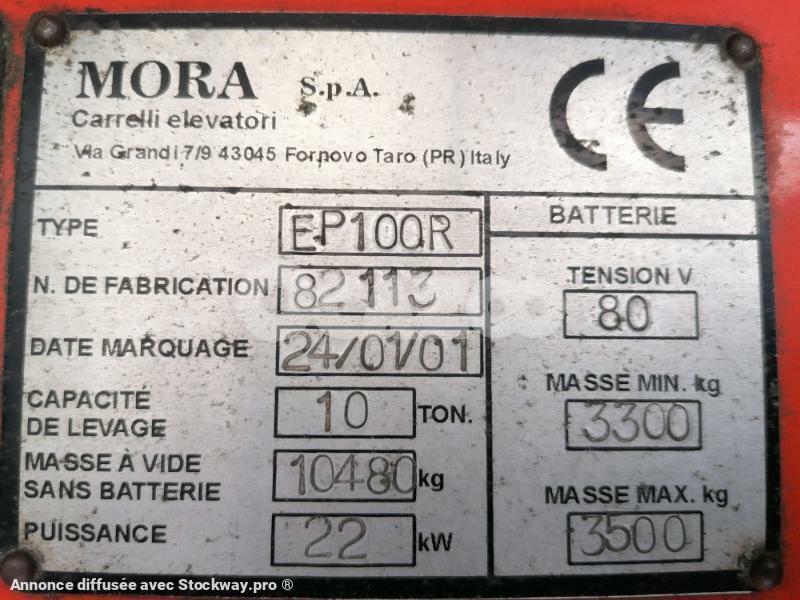 MORA S.p.A.
Carrelli elevatori
Via Grandi 7/9 43045 Fornovo Taro (PR) Italy
CE
TYPE EP100R
N. DE FABRICATION 82113
DATE MARQUAGE 24/01/01
CAPACITÉ
DE LEVAGE 10 TON.
MASSE À VIDE
SANS BATTERIE 10480 kg
PUISSANCE 22 kW
BATTERIE
TENSION V
80
MASSE MIN. kg
3300
MASSE MAX. kg
3500
Annonce diffusée avec Stockway.pro ®